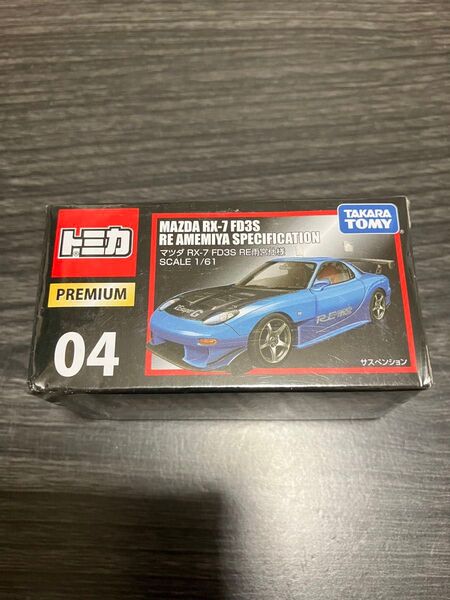 トミカ
PREMIUM
04
MAZDA RX-7 FD3S
RE AMEMIYA SPECIFICATION
マツダ RX-7 FD3S RE雨宮仕様
SCALE 1/61
TAKARA
TOMY
サスペンション